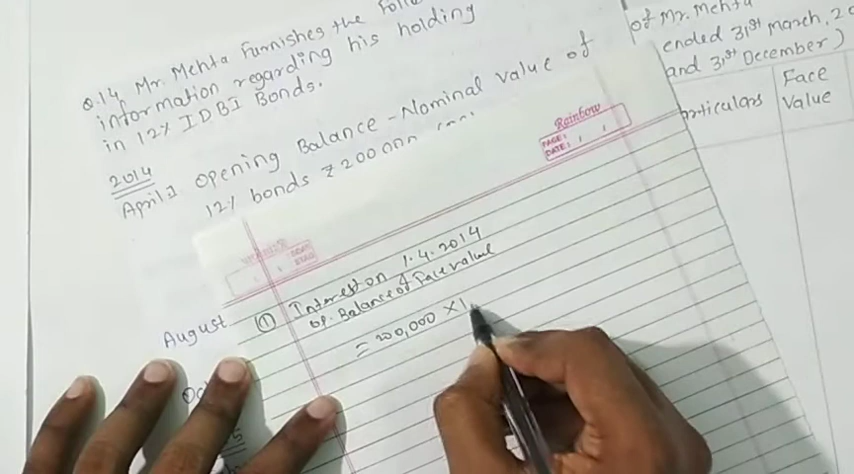 Q.14, Mr. Mehta Furnishes the
information regarding his holding
in 12% IDBI Bonds.
2014
April 1 Opening Balance - Nominal value of
12% bonds ₹200000
of Mr. Mehta
ended 31st March, 2
and 31st December)
Face
Value
Rainbow
PAGE:
DATE: / /
August
① Interest on 1.4.2014
op. Balance of Face value
= 200,000 × 1